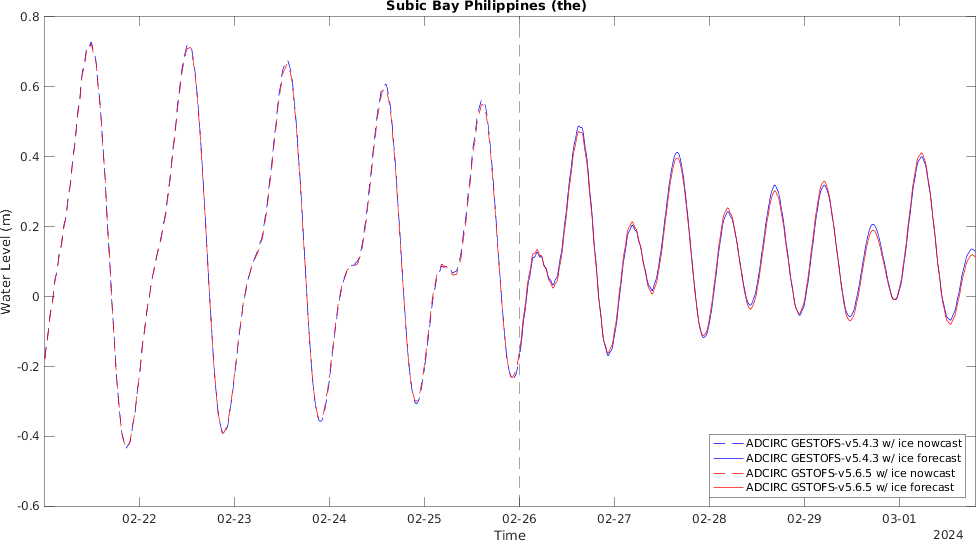 Subic Bay Philippines (the)
Water Level (m)
0.8
0.6
0.4
0.2
0
-0.2
-0.4
-0.6
ADCIRC GESTOFS-v5.4.3 w/ ice nowcast
ADCIRC GESTOFS-v5.4.3 w/ ice forecast
ADCIRC GSTOFS-v5.6.5 w/ ice nowcast
ADCIRC GSTOFS-v5.6.5 w/ ice forecast
02-22 02-23 02-24 02-25 02-26 02-27 02-28 02-29 03-01
Time
2024